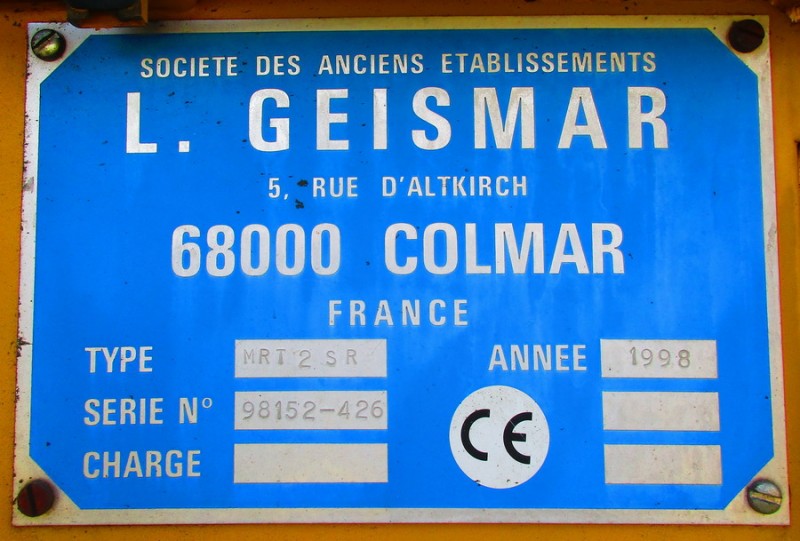 SOCIETE DES ANCIENS ETABLISSEMENTS
L. GEISMAR
5, RUE D'ALTKIRCH
68000 COLMAR
FRANCE
TYPE MRT 2 SR ANNEE 1998
SERIE N° 98152-426
CHARGE CE